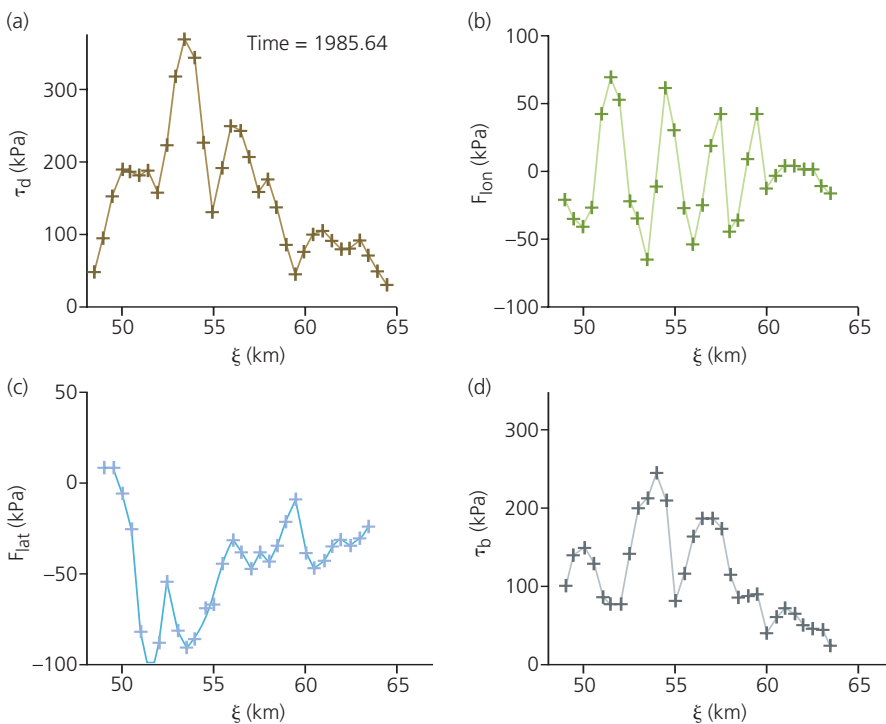 (a)
Time = 1985.64
300
200
100
0
τd (kPa)
50
55
60
65
ξ (km)
(b)
100
50
0
−50
−100
Flon (kPa)
50
55
60
65
ξ (km)
(c)
50
0
−50
−100
Flat (kPa)
50
55
60
65
ξ (km)
(d)
300
200
100
0
τb (kPa)
50
55
60
65
ξ (km)